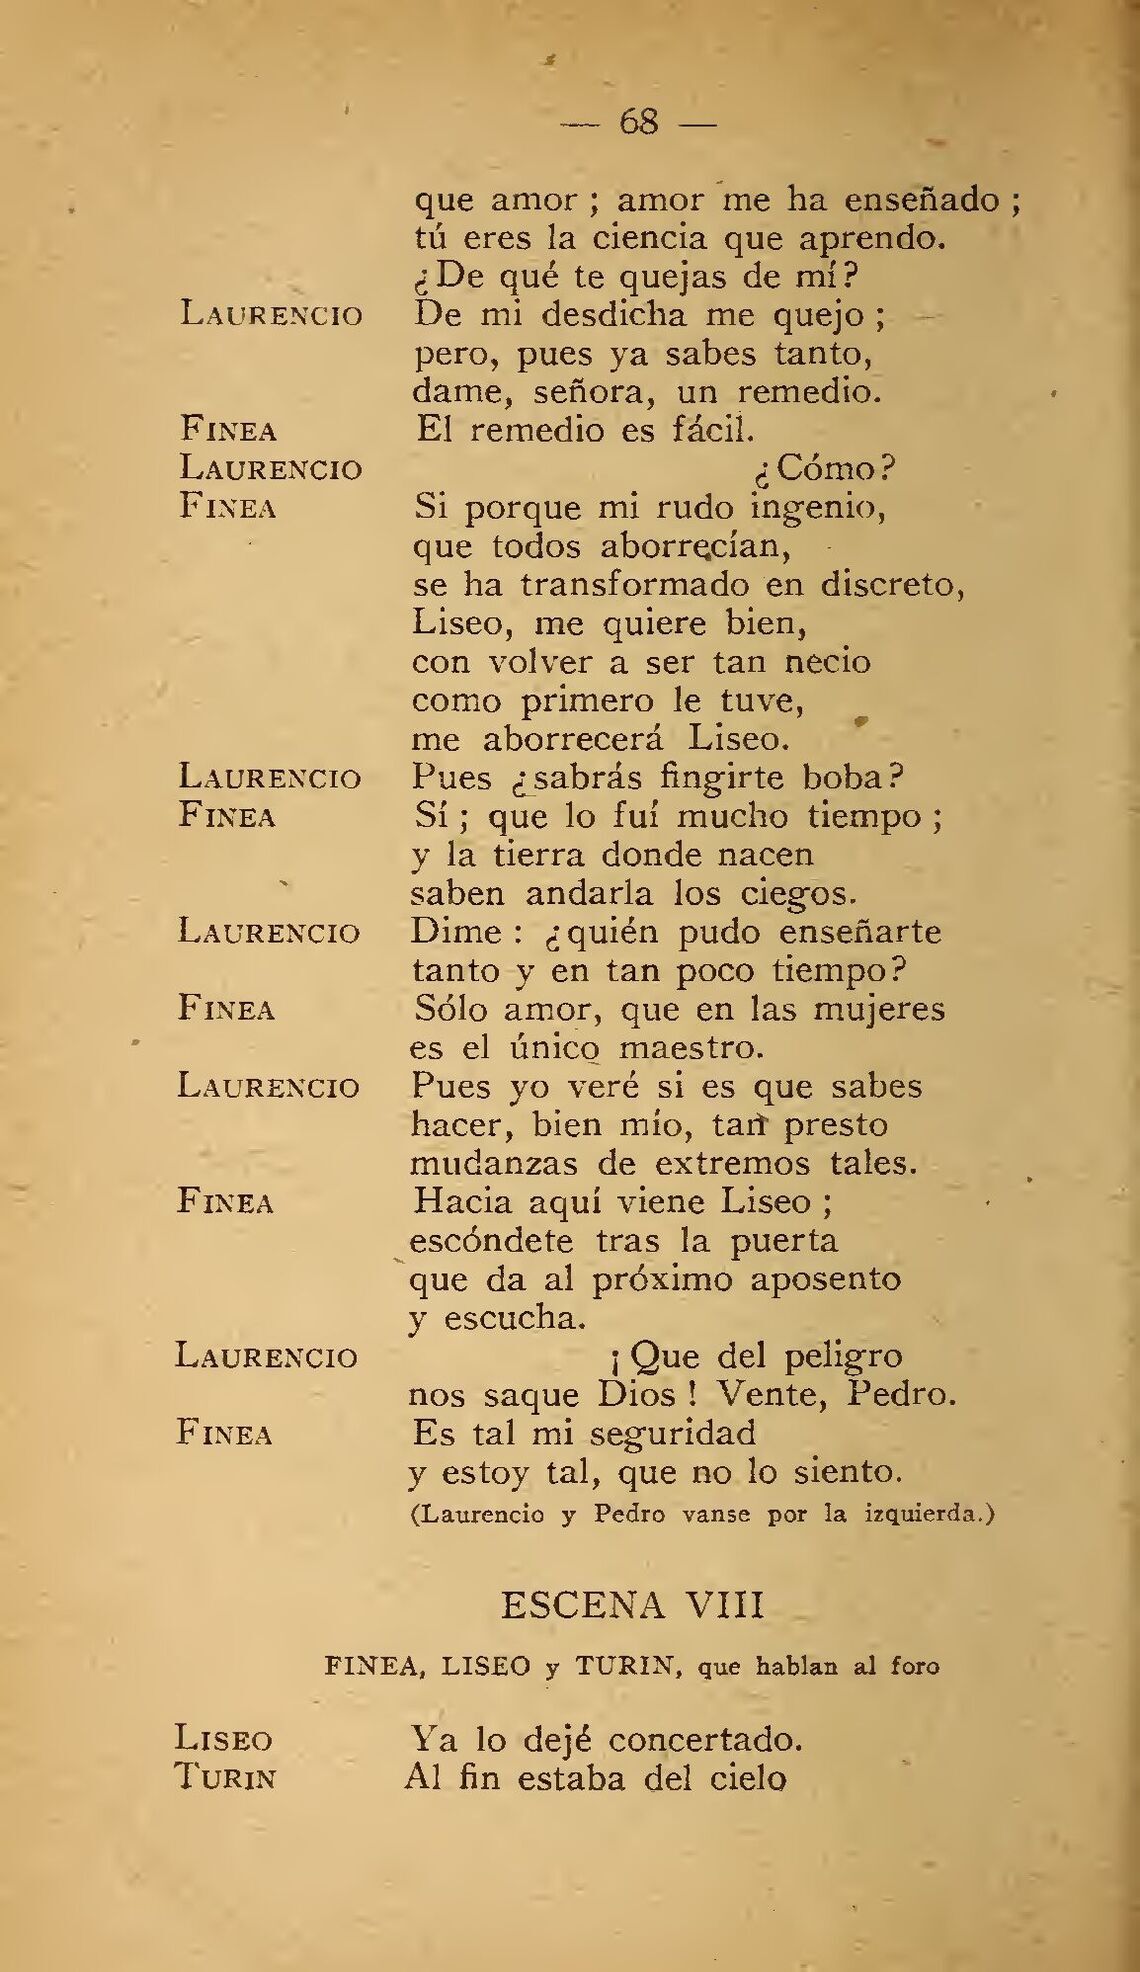 — 68 —
que amor ; amor me ha enseñado ;
tú eres la ciencia que aprendo.
¿De qué te quejas de mí?
LAURENCIO De mi desdicha me quejo ;
pero, pues ya sabes tanto,
dame, señora, un remedio.
FINEA El remedio es fácil.
LAURENCIO ¿Cómo?
FINEA Si porque mi rudo ingenio,
que todos aborrecían,
se ha transformado en discreto,
Liseo, me quiere bien,
con volver a ser tan necio
como primero le tuve,
me aborrecerá Liseo.
LAURENCIO Pues ¿sabrás fingirte boba?
FINEA Sí ; que lo fuí mucho tiempo ;
y la tierra donde nacen
saben andarla los ciegos.
LAURENCIO Dime : ¿quién pudo enseñarte
tanto y en tan poco tiempo?
FINEA Sólo amor, que en las mujeres
es el único maestro.
LAURENCIO Pues yo veré si es que sabes
hacer, bien mío, tan presto
mudanzas de extremos tales.
FINEA Hacia aquí viene Liseo ;
escóndete tras la puerta
que da al próximo aposento
y escucha.
LAURENCIO ¡Que del peligro
nos saque Dios! Vente, Pedro.
FINEA Es tal mi seguridad
y estoy tal, que no lo siento.
(Laurencio y Pedro vanse por la izquierda.)
ESCENA VIII
FINEA, LISEO y TURIN, que hablan al foro
LISEO Ya lo dejé concertado.
TURIN Al fin estaba del cielo